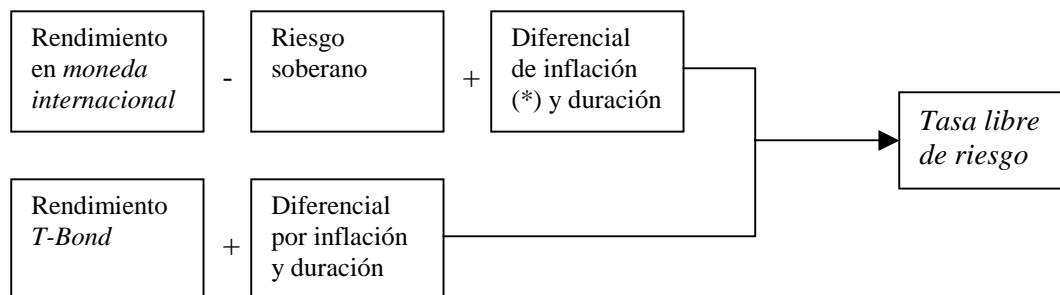 Rendimiento
en moneda
internacional
-
Riesgo
soberano
+
Diferencial
de inflación
(*) y duración
Tasa libre
de riesgo
Rendimiento
T-Bond
+
Diferencial
por inflación
y duración